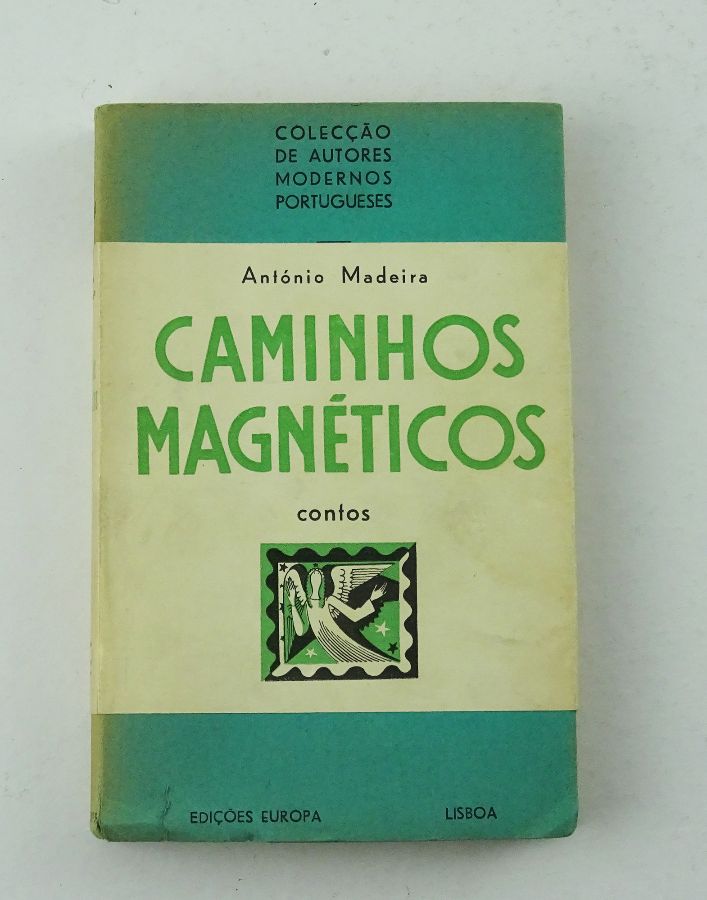 COLECÇÃO
DE AUTORES
MODERNOS
PORTUGUESES
António Madeira
CAMINHOS
MAGNÉTICOS
contos
EDIÇÕES EUROPA LISBOA